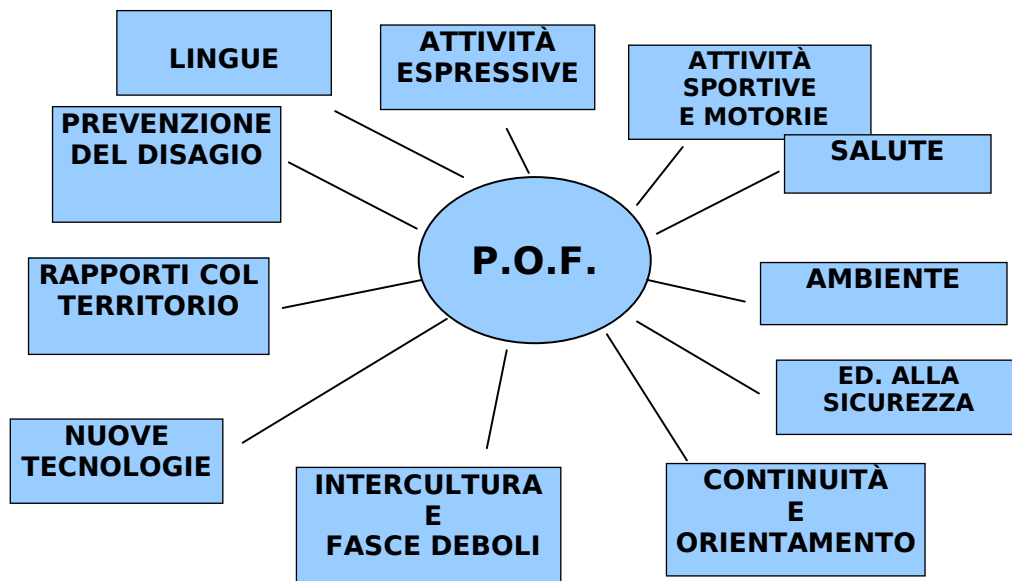 LINGUE
ATTIVITÀ
ESPRESSIVE
ATTIVITÀ
SPORTIVE
E MOTORIE
PREVENZIONE
DEL DISAGIO
SALUTE
P.O.F.
RAPPORTI COL
TERRITORIO
AMBIENTE
ED. ALLA
SICUREZZA
NUOVE
TECNOLOGIE
INTERCULTURA
E
FASCE DEBOLI
CONTINUITÀ
E
ORIENTAMENTO